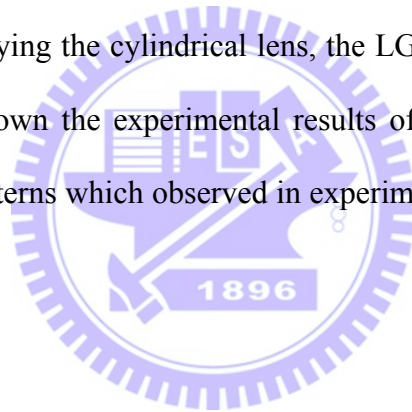 ying the cylindrical lens, the LG
own the experimental results of
terns which observed in experim
E S A
1896